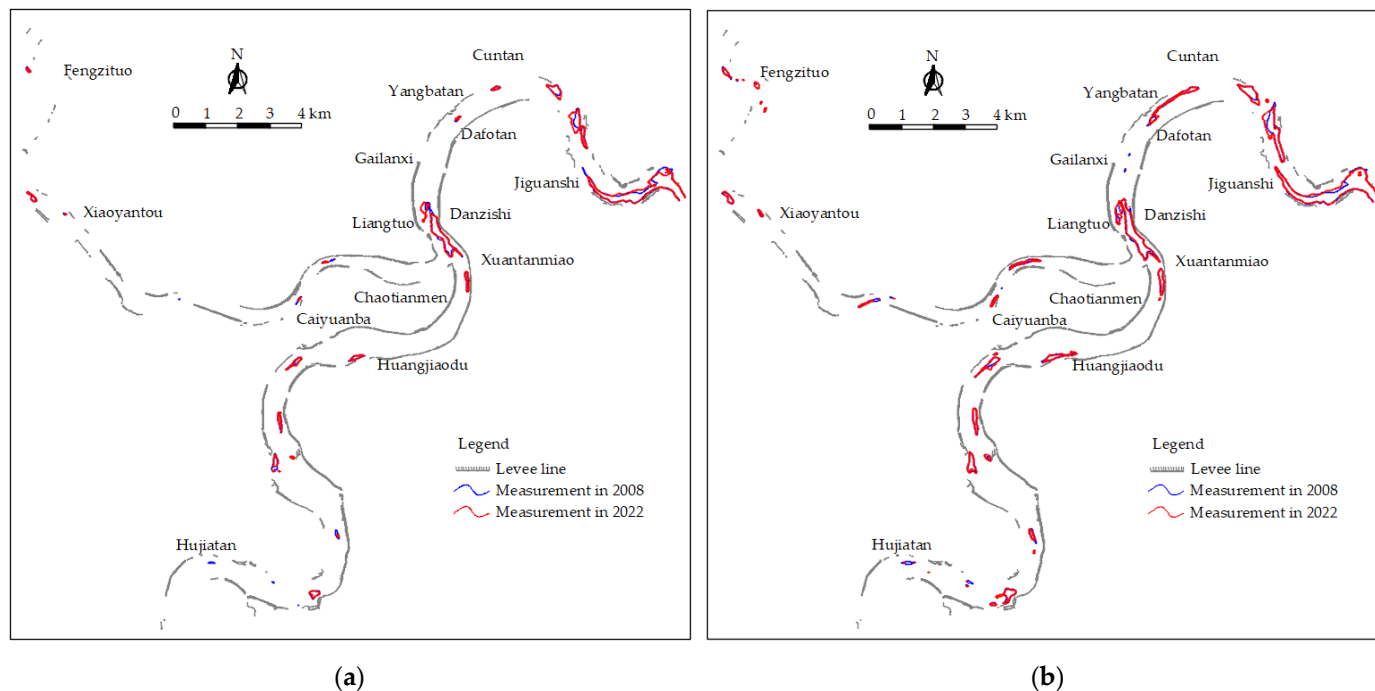 Cuntan
N
Fengzituo
Yangbatan
0 1 2 4 km
Dafotan
Gailanxi
Jiguanshi
Xiaoyantou
Danzishi
Liangtuo
Xuantanmiao
Chaotianmen
Caiyuanba
Huangjiaodu
Legend
Levee line
Measurement in 2008
Measurement in 2022
Hujiatan
(a)
Cuntan
N
Fengzituo
Yangbatan
0 1 2 4 km
Dafotan
Gailanxi
Jiguanshi
Xiaoyantou
Danzishi
Liangtuo
Xuantanmiao
Chaotianmen
Caiyuanba
Huangjiaodu
Legend
Levee line
Measurement in 2008
Measurement in 2022
Hujiatan
(b)